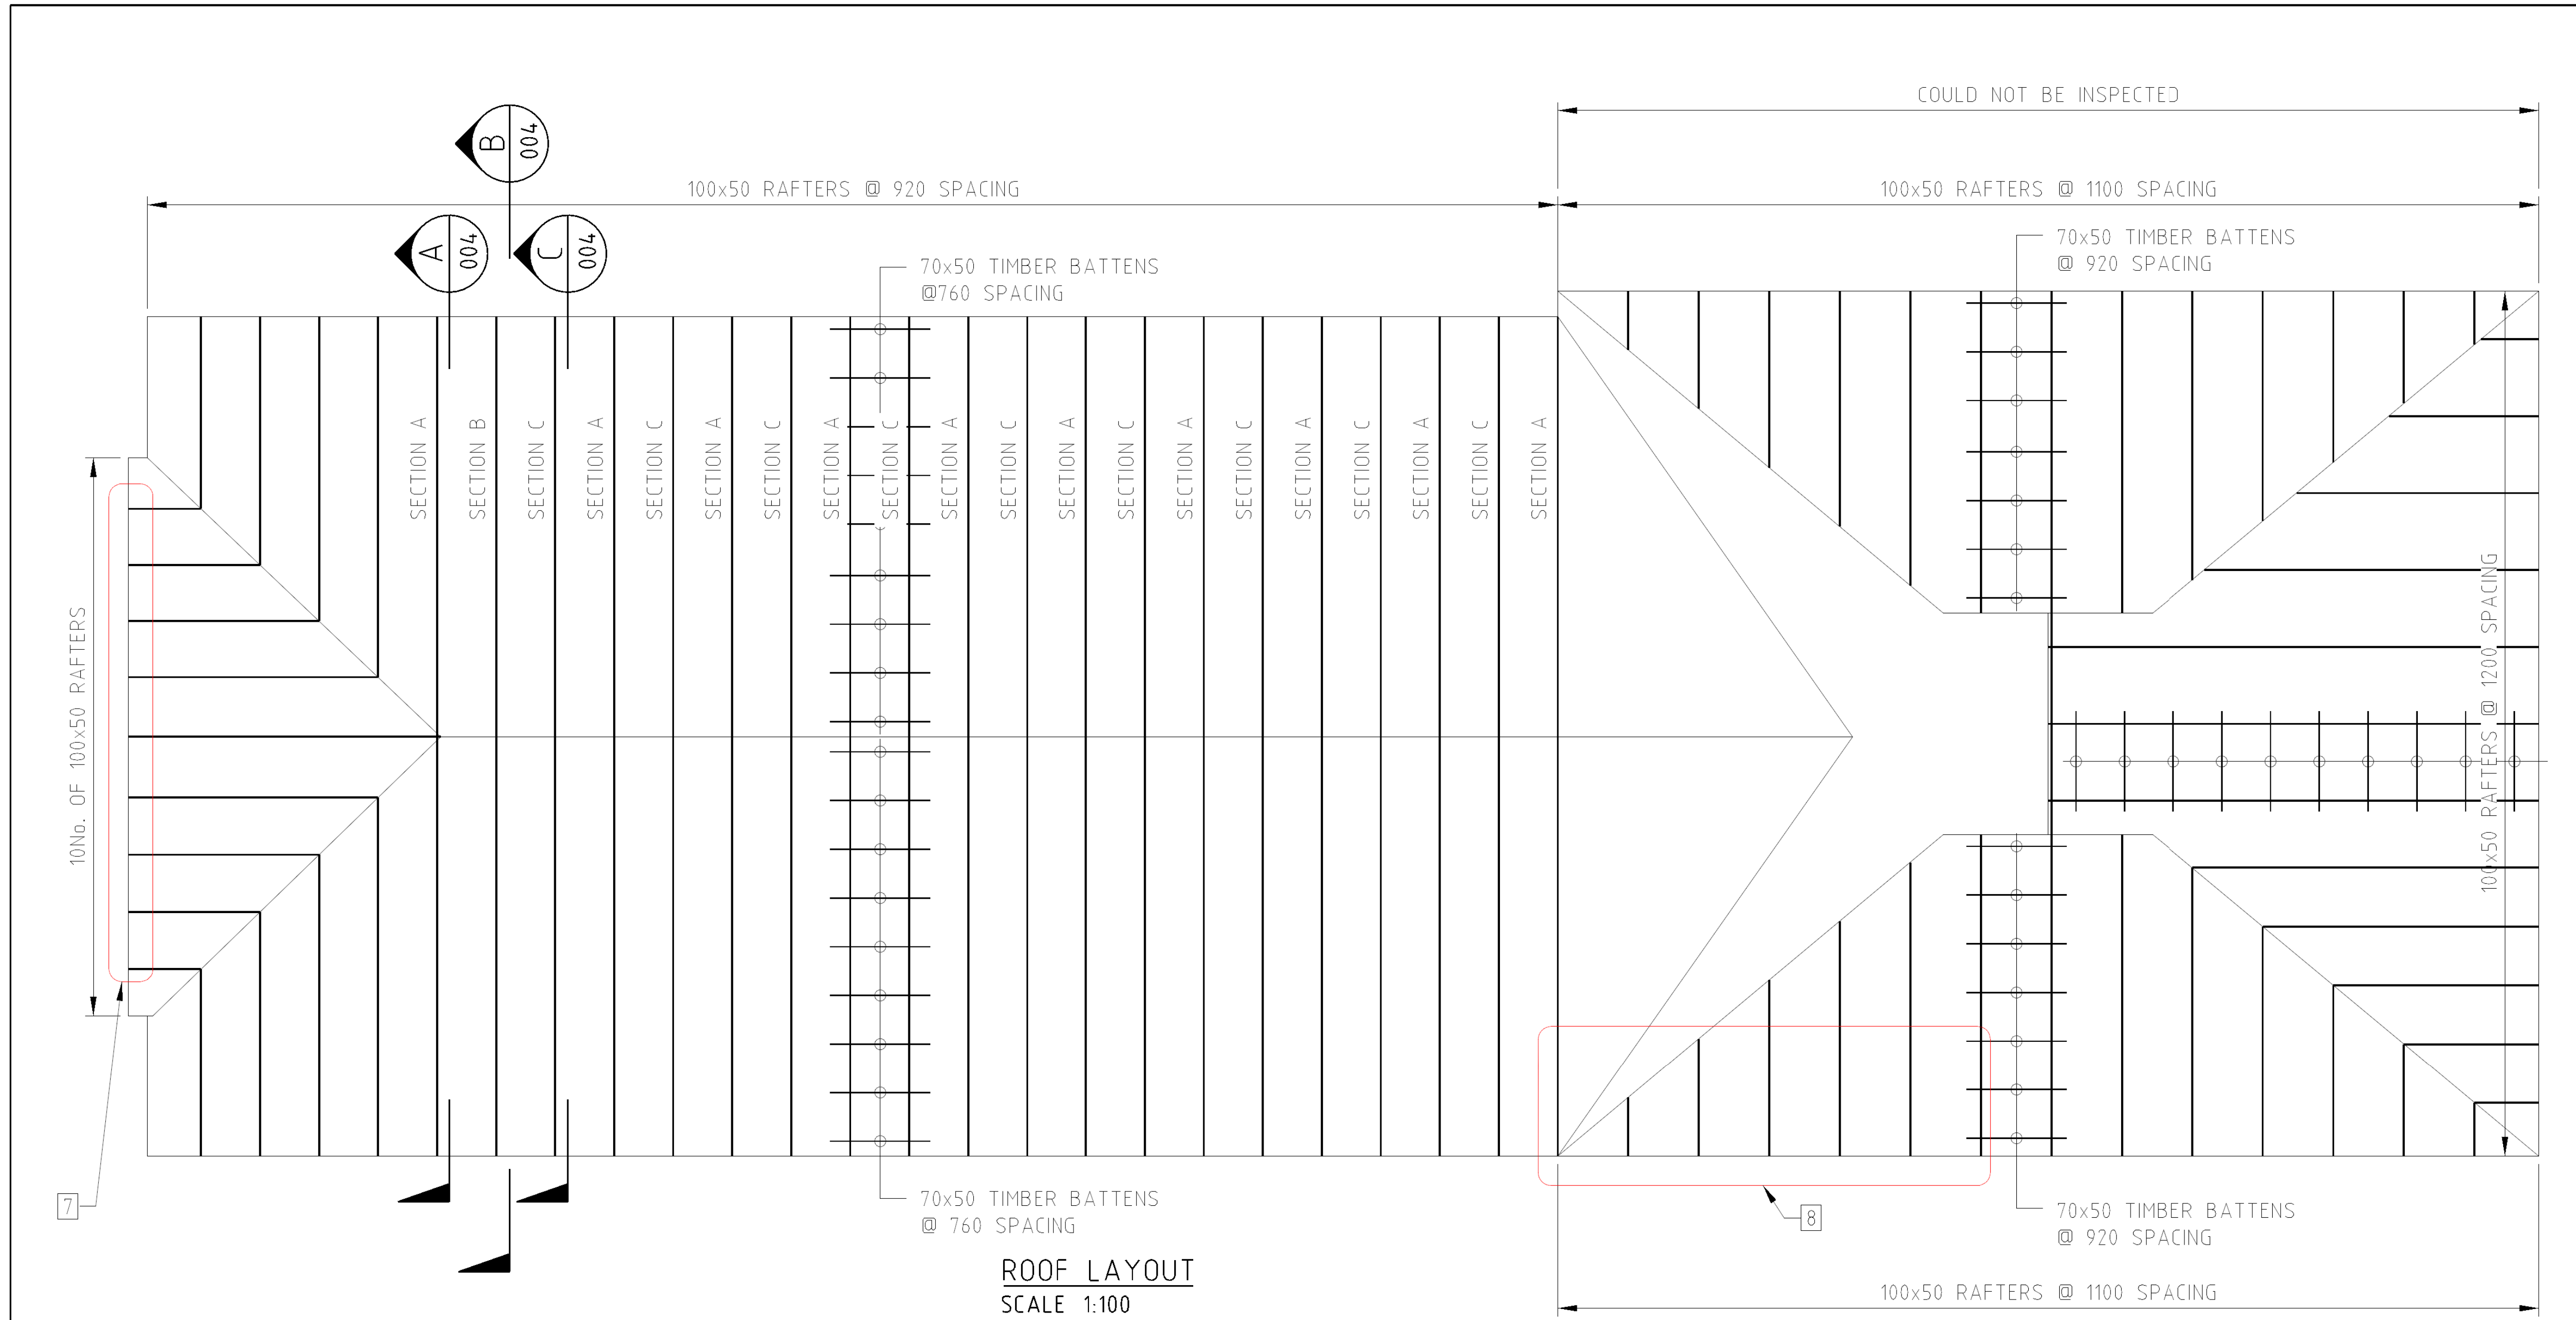 COULD NOT BE INSPECTED
B
004
100x50 RAFTERS @ 920 SPACING
100x50 RAFTERS @ 1100 SPACING
A
004
C
004
70x50 TIMBER BATTENS
@760 SPACING
70x50 TIMBER BATTENS
@ 920 SPACING
SECTION A
SECTION B
SECTION C
SECTION A
SECTION C
SECTION A
SECTION C
SECTION A
SECTION C
SECTION A
SECTION C
SECTION A
SECTION C
SECTION A
SECTION C
SECTION A
SECTION C
SECTION A
SECTION C
SECTION A
10No. OF 100x50 RAFTERS
100x50 RAFTERS @ 1200 SPACING
7
8
70x50 TIMBER BATTENS
@ 760 SPACING
70x50 TIMBER BATTENS
@ 920 SPACING
ROOF LAYOUT
SCALE 1:100
100x50 RAFTERS @ 1100 SPACING